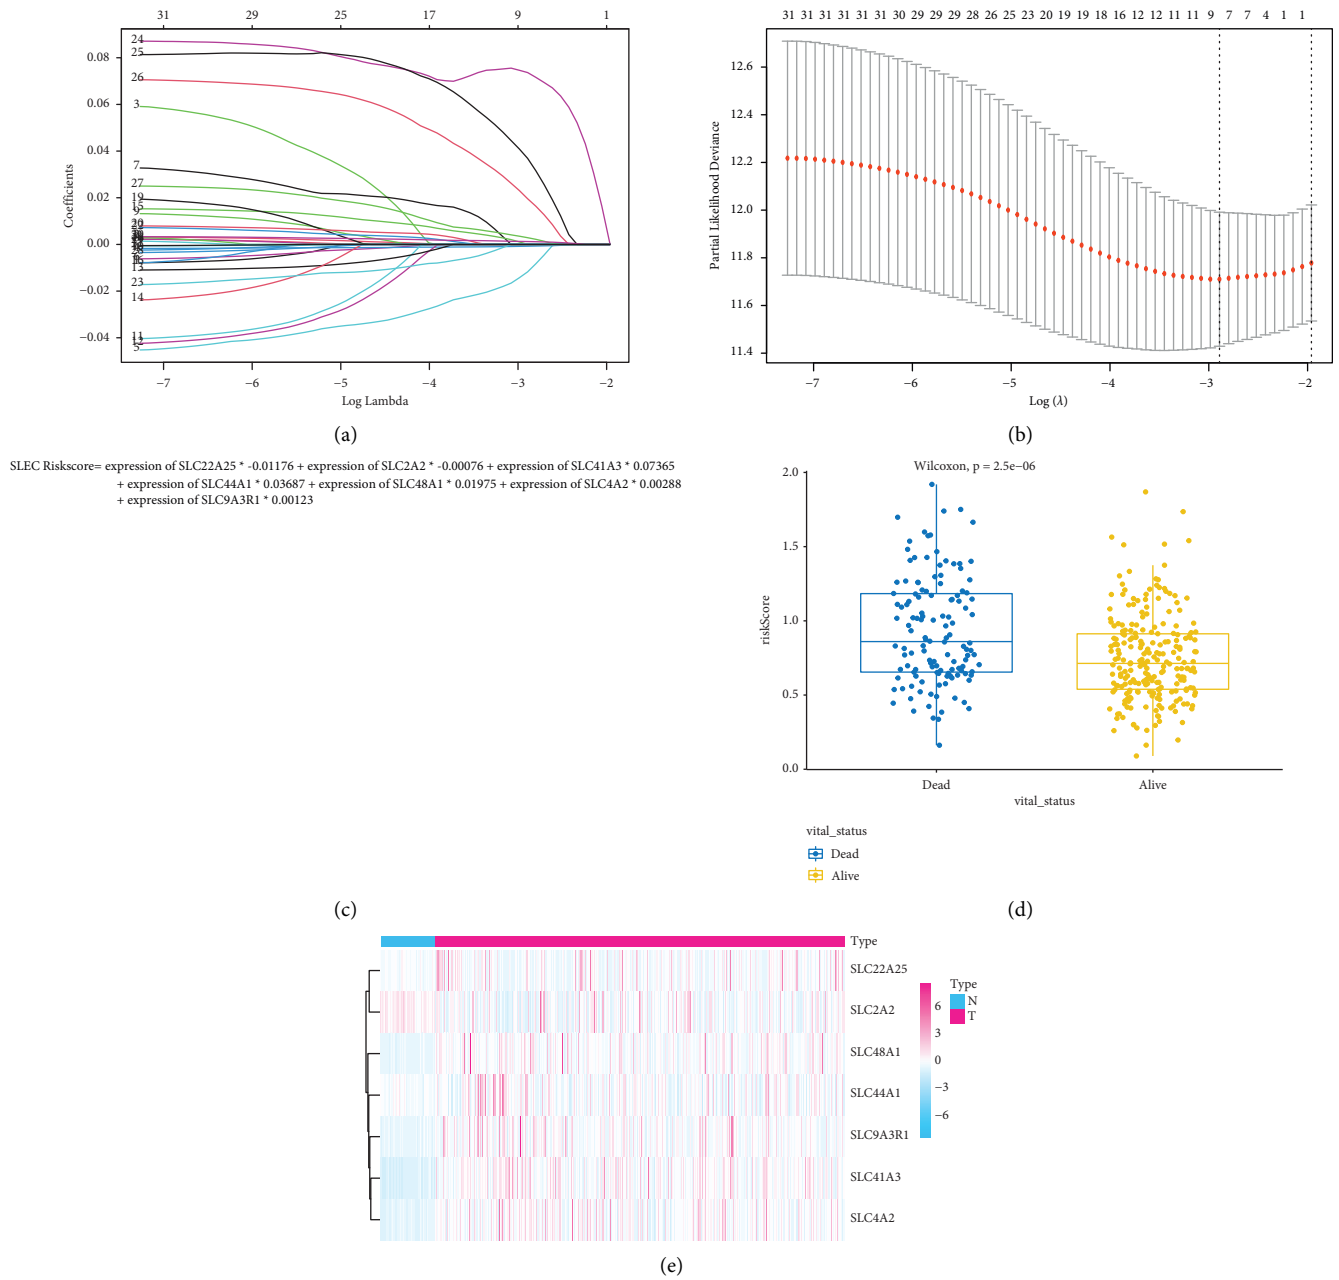 31 29 25 17 9 1
0.08
0.06
0.04
0.02
0.00
−0.02
−0.04
Coefficients
24
25
26
3
7
27
19
15
9
13
23
14
11
12
5
−7 −6 −5 −4 −3 −2
Log Lambda
(a)
31 31 31 31 31 31 30 29 29 29 28 26 25 23 20 19 19 18 16 12 12 11 11 9 7 7 4 1 1
12.6
12.4
12.2
12.0
11.8
11.6
11.4
Partial Likelihood Deviance
−7 −6 −5 −4 −3 −2
Log (λ)
(b)
SLEC Riskscore= expression of SLC22A25 * -0.01176 + expression of SLC2A2 * -0.00076 + expression of SLC41A3 * 0.07365
+ expression of SLC44A1 * 0.03687 + expression of SLC48A1 * 0.01975 + expression of SLC4A2 * 0.00288
+ expression of SLC9A3R1 * 0.00123
(c)
Wilcoxon, p = 2.5e−06
2.0
1.5
1.0
0.5
0.0
riskScore
Dead Alive
vital_status
vital_status
Dead
Alive
(d)
Type
SLC22A25
SLC2A2
SLC48A1
SLC44A1
SLC9A3R1
SLC41A3
SLC4A2
6
3
0
−3
−6
Type
N
T
(e)